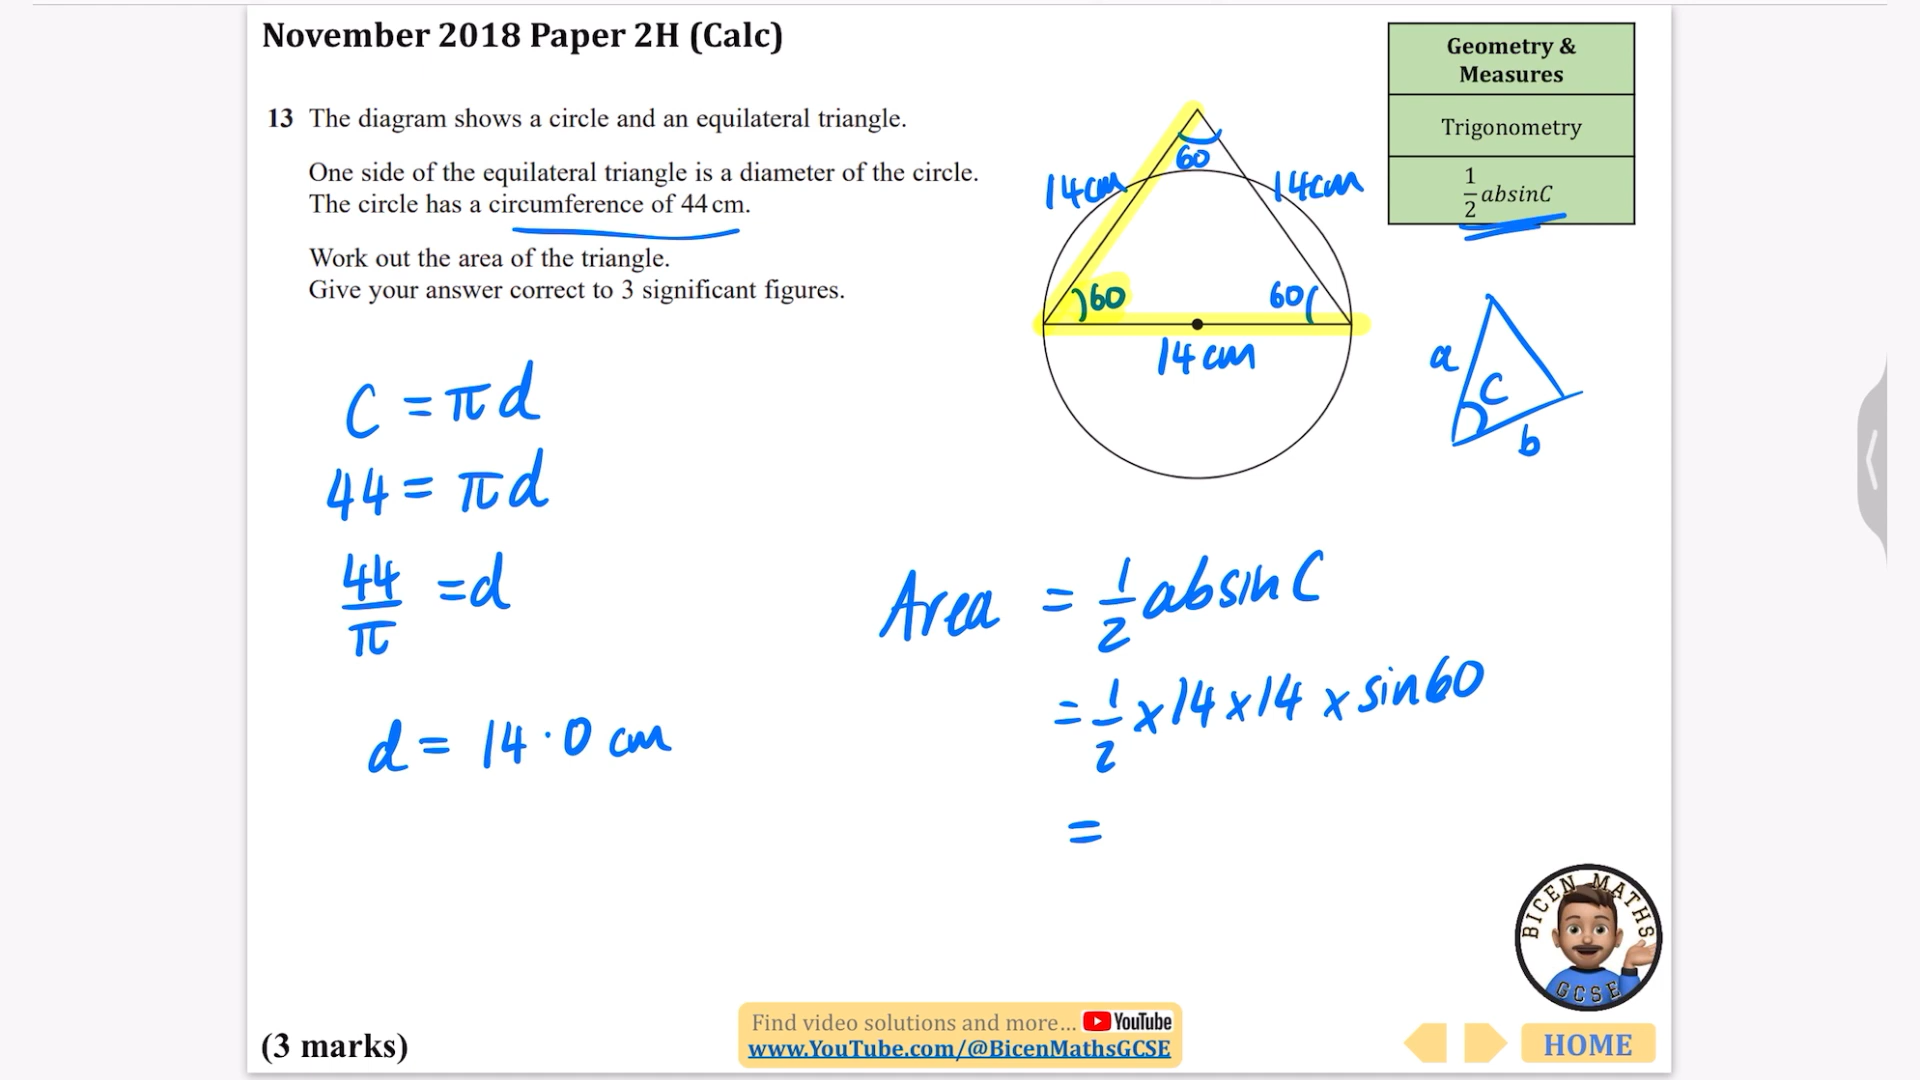 November 2018 Paper 2H (Calc)
Geometry &
Measures
Trigonometry
1/2 absinC
13 The diagram shows a circle and an equilateral triangle.
One side of the equilateral triangle is a diameter of the circle.
The circle has a circumference of 44 cm.
Work out the area of the triangle.
Give your answer correct to 3 significant figures.
60
14cm
14cm
60
60
14 cm
a
C
b
C = πd
44 = πd
44/π = d
d = 14·0 cm
Area = 1/2 absinC
= 1/2 × 14 × 14 × sin60
=
BICEN MATHS
GCSE
(3 marks)
Find video solutions and more... YouTube
www.YouTube.com/@BicenMathsGCSE
HOME